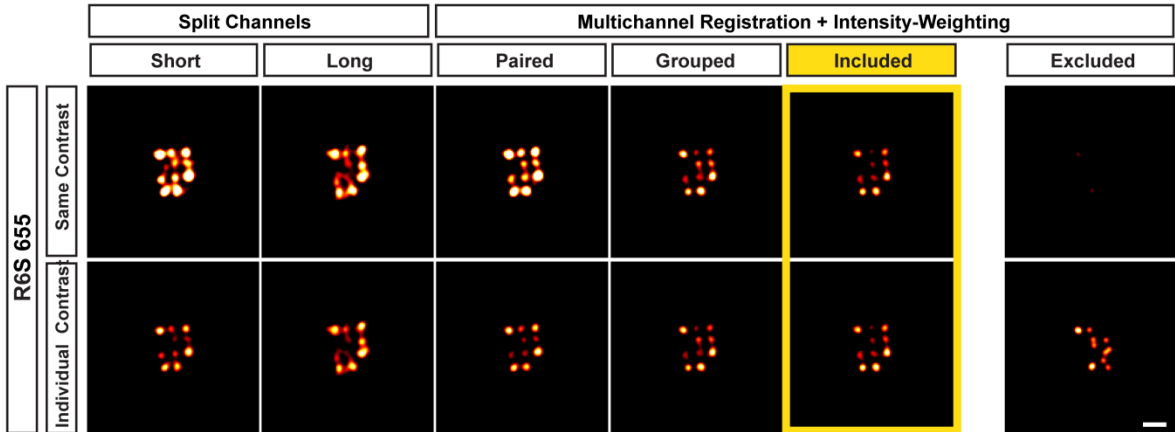 Split Channels
Multichannel Registration + Intensity-Weighting
Short
Long
Paired
Grouped
Included
Excluded
R6S 655
Same Contrast
Individual Contrast